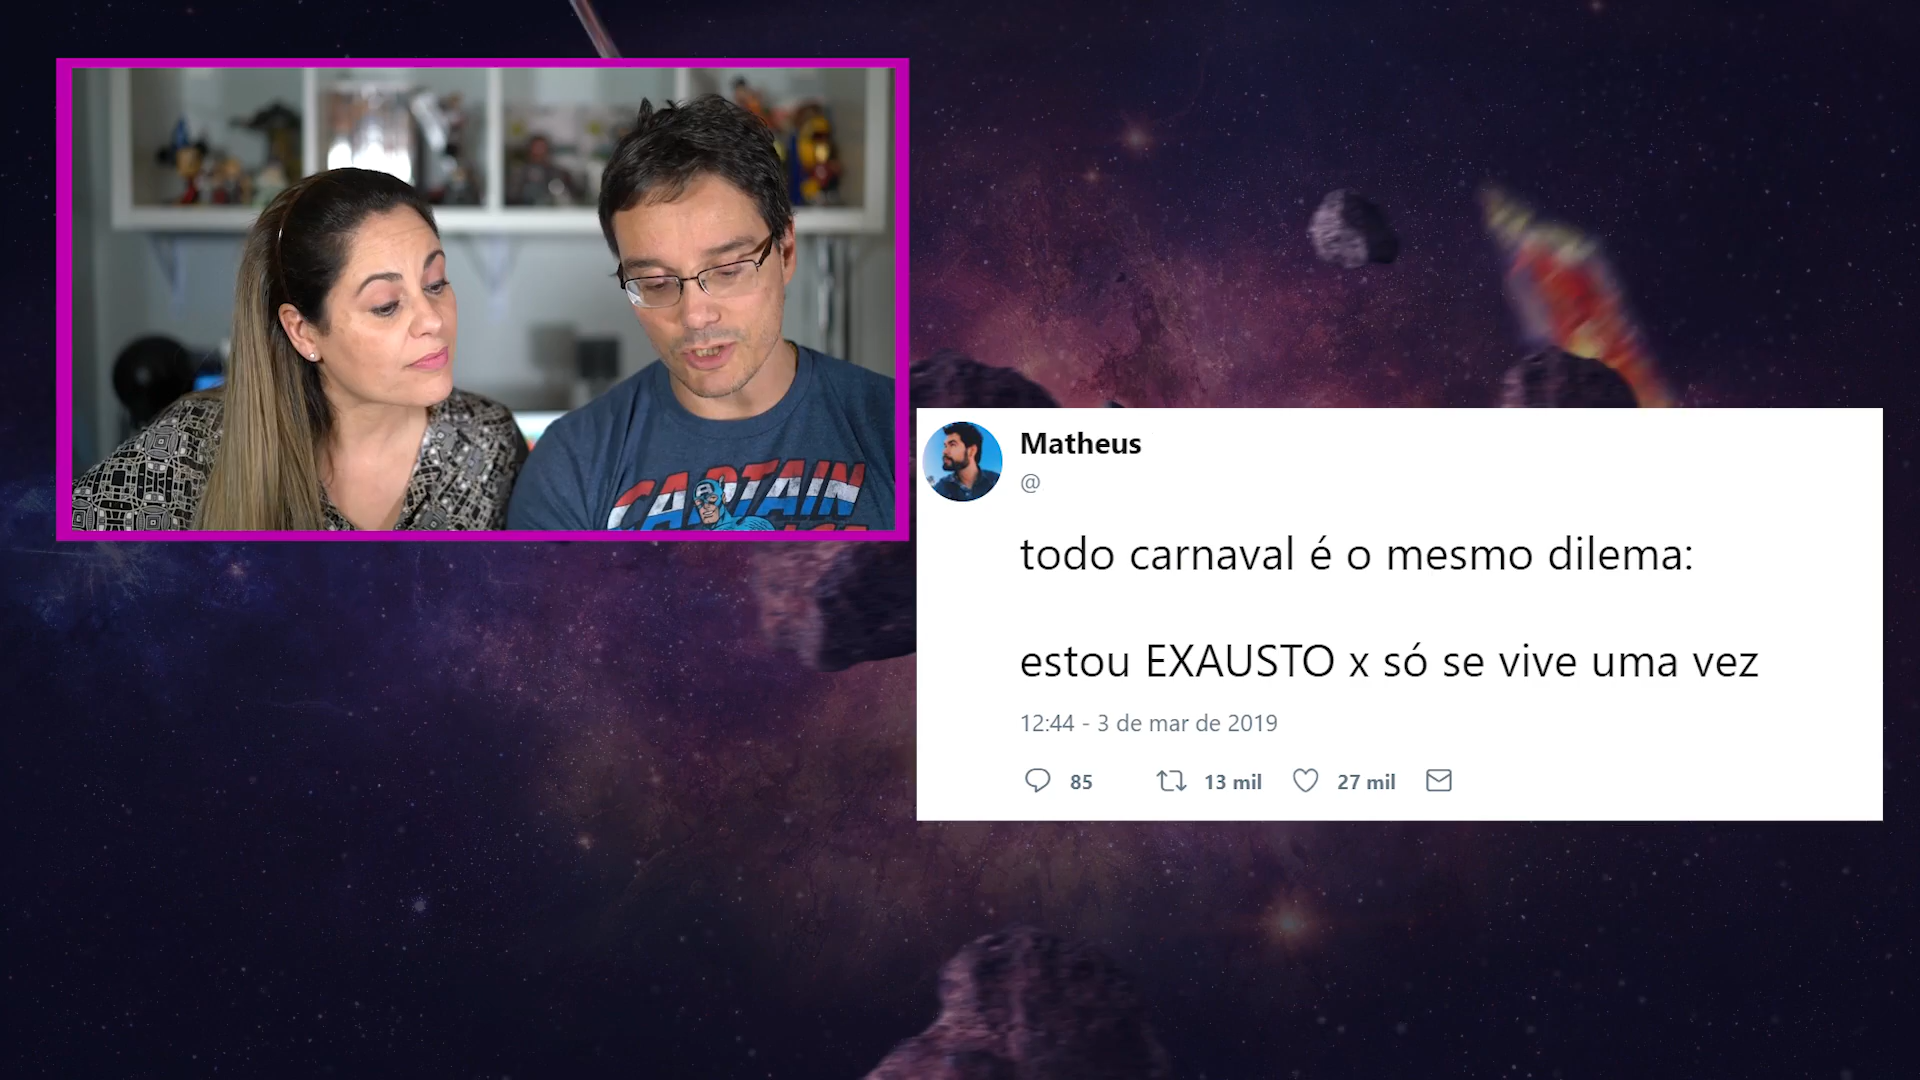 CAPTAIN
Matheus
@
todo carnaval é o mesmo dilema:
estou EXAUSTO x só se vive uma vez
12:44 - 3 de mar de 2019
85 13 mil 27 mil